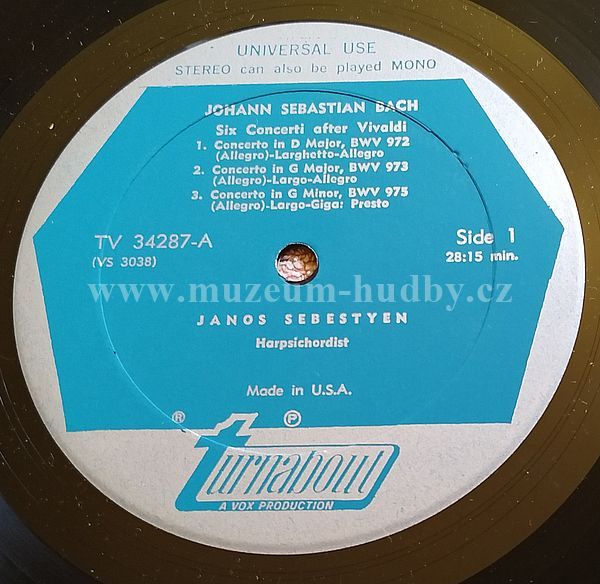 UNIVERSAL USE
STEREO can also be played MONO
JOHANN SEBASTIAN BACH
Six Concerti after Vivaldi
1. Concerto in D Major, BWV 972
(Allegro)-Larghetto-Allegro
2. Concerto in G Major, BWV 973
(Allegro)-Largo-Allegro
3. Concerto in G Minor, BWV 975
(Allegro)-Largo-Giga: Presto
TV 34287-A
(VS 3038)
Side 1
28:15 min.
www.muzeum-hudby.cz
JANOS SEBESTYEN
Harpsichordist
Made in U.S.A.
® ℗
turnabout
A VOX PRODUCTION